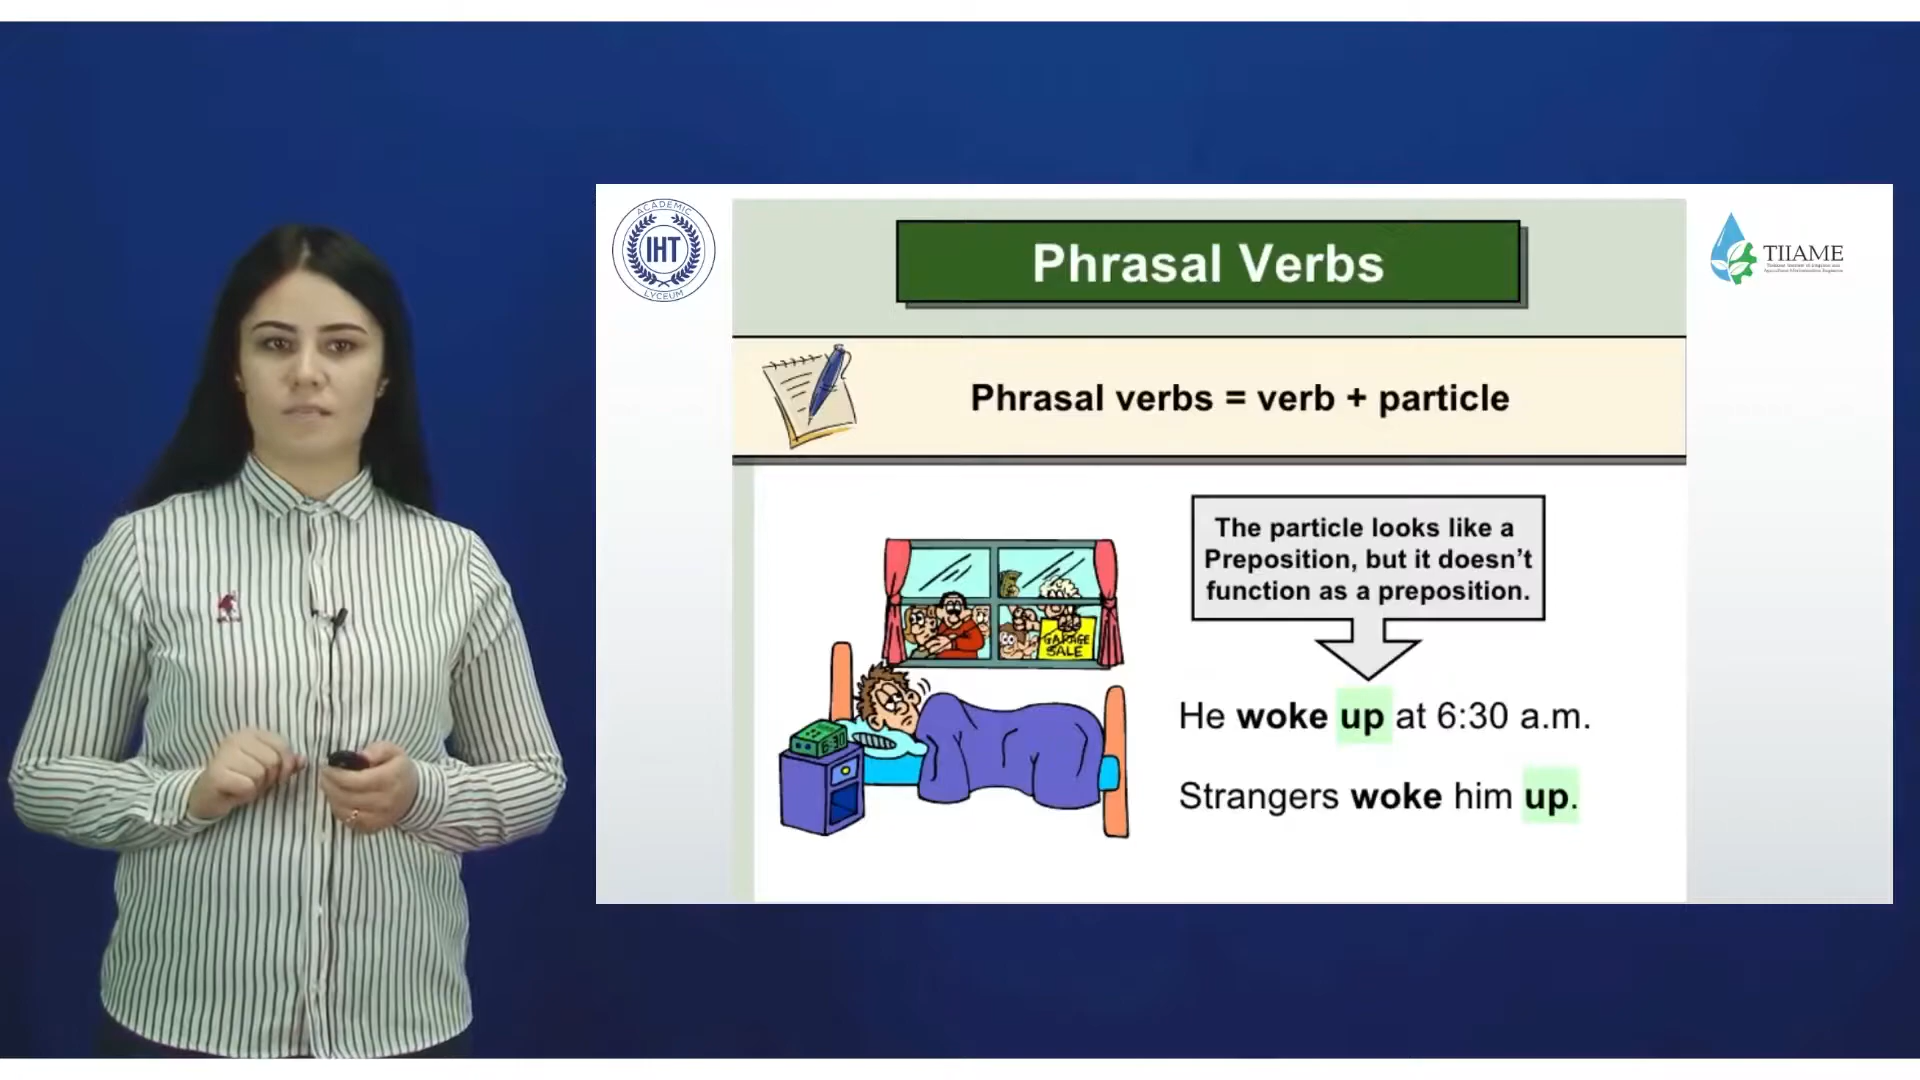 ACADEMIC
IHT
LYCEUM
Phrasal Verbs
TIIAME
Phrasal verbs = verb + particle
The particle looks like a
Preposition, but it doesn’t
function as a preposition.
GARAGE
SALE
6:30
He woke up at 6:30 a.m.
Strangers woke him up.